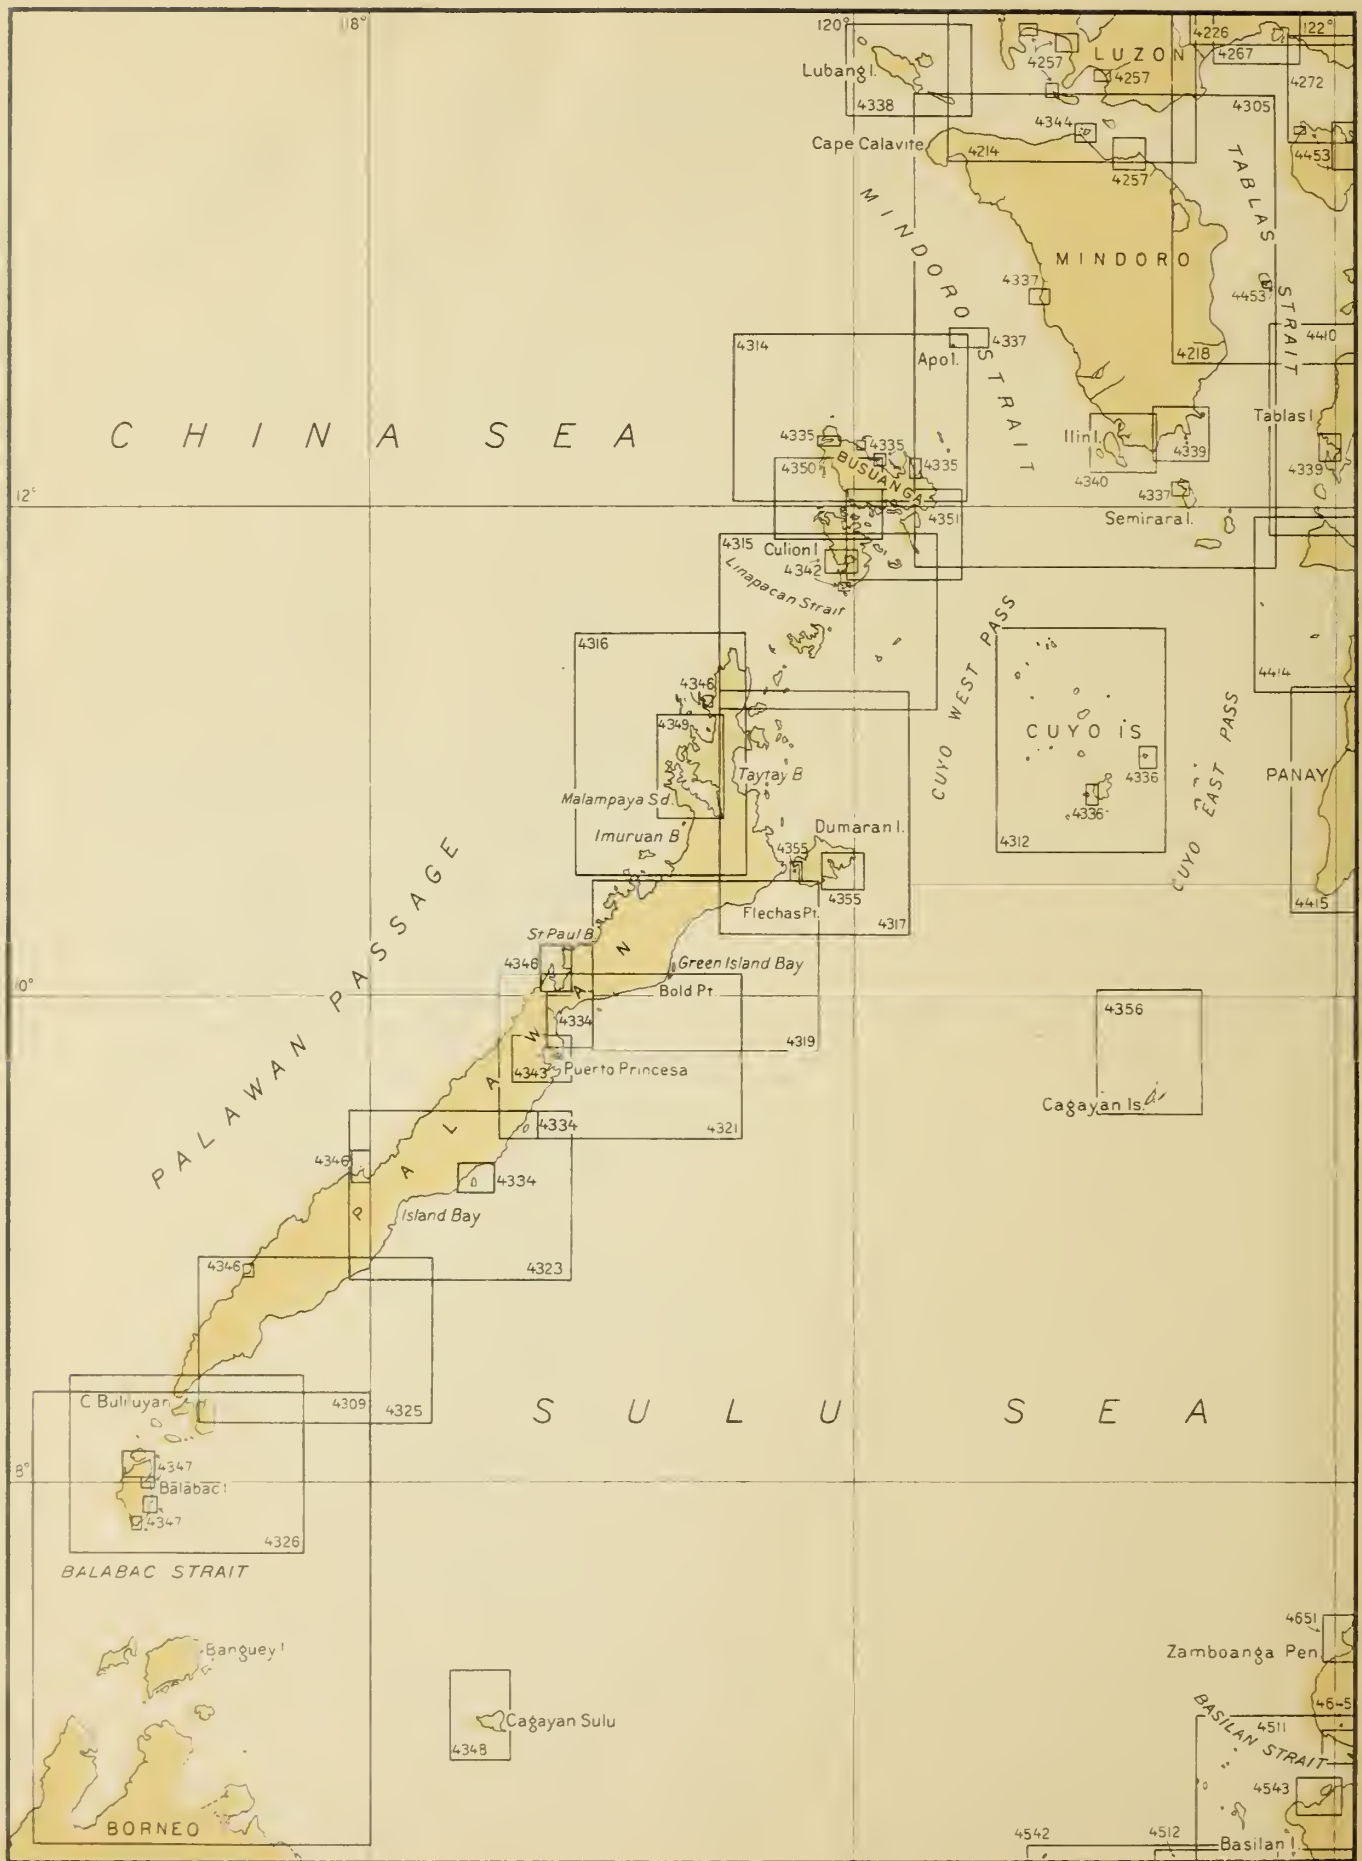 118°
120°
122°
4226
4267
4257
LUZON
4257
4272
Lubang I.
4338
4305
4344
Cape Calavite
4214
4257
4453
TABLAS STRAIT
MINDORO STRAIT
MINDORO
4337
4453
4314
4337
Apo I.
4218
4410
CHINA SEA
Tablas I.
4335
4335
4335
Ilin I.
4339
4339
4350
BUSUANGA
4340
4337
12°
4351
Semirara I.
4315
Culion I
4342
Linapacan Strait
4316
CUYO WEST PASS
4414
4346
4349
CUYO IS
CUYO EAST PASS
Taytay B
4336
PANAY
Malampaya Sd.
4336
Imuruan B
Dumaran I.
4355
4312
4355
PALAWAN PASSAGE
Flechas Pt.
4317
4415
St Paul B.
4346
Green Island Bay
10°
Bold Pt
4356
4334
4319
4343
Puerto Princesa
PALAWAN
Cagayan Is.
4334
4321
4346
4334
Island Bay
4346
4323
C Buliluyan
4309
4325
SULU SEA
8°
4347
Balabac I
4347
4326
BALABAC STRAIT
4651
Banguey I
Zamboanga Pen.
4645
BASILAN STRAIT
4511
Cagayan Sulu
4348
4543
BORNEO
4542
4512
Basilan I.